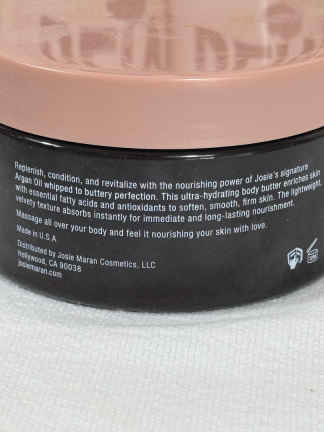 Replenish, condition, and revitalize with the nourishing power of Josie's signature
Argan Oil whipped to buttery perfection. This ultra-hydrating body butter enriches skin
with essential fatty acids and antioxidants to soften, smooth, firm skin. The lightweight,
velvety texture absorbs instantly for immediate and long-lasting nourishment.
Massage all over your body and feel it nourishing your skin with love.
Made in U.S.A
Distributed by Josie Maran Cosmetics, LLC
Hollywood, CA 90038
josiemaran.com